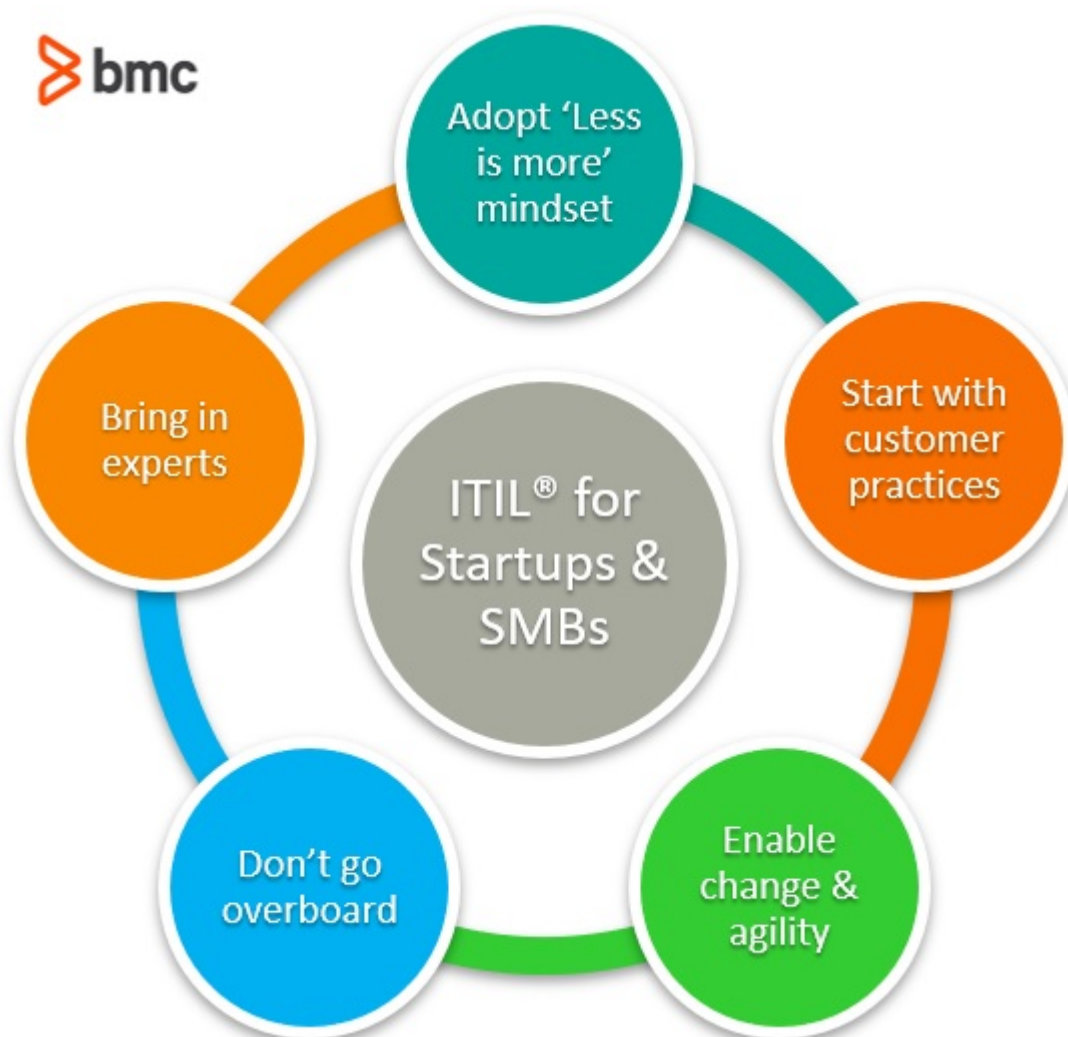 bmc
Adopt ‘Less
is more’
mindset
Start with
customer
practices
Enable
change &
agility
Don’t go
overboard
Bring in
experts
ITIL® for
Startups &
SMBs